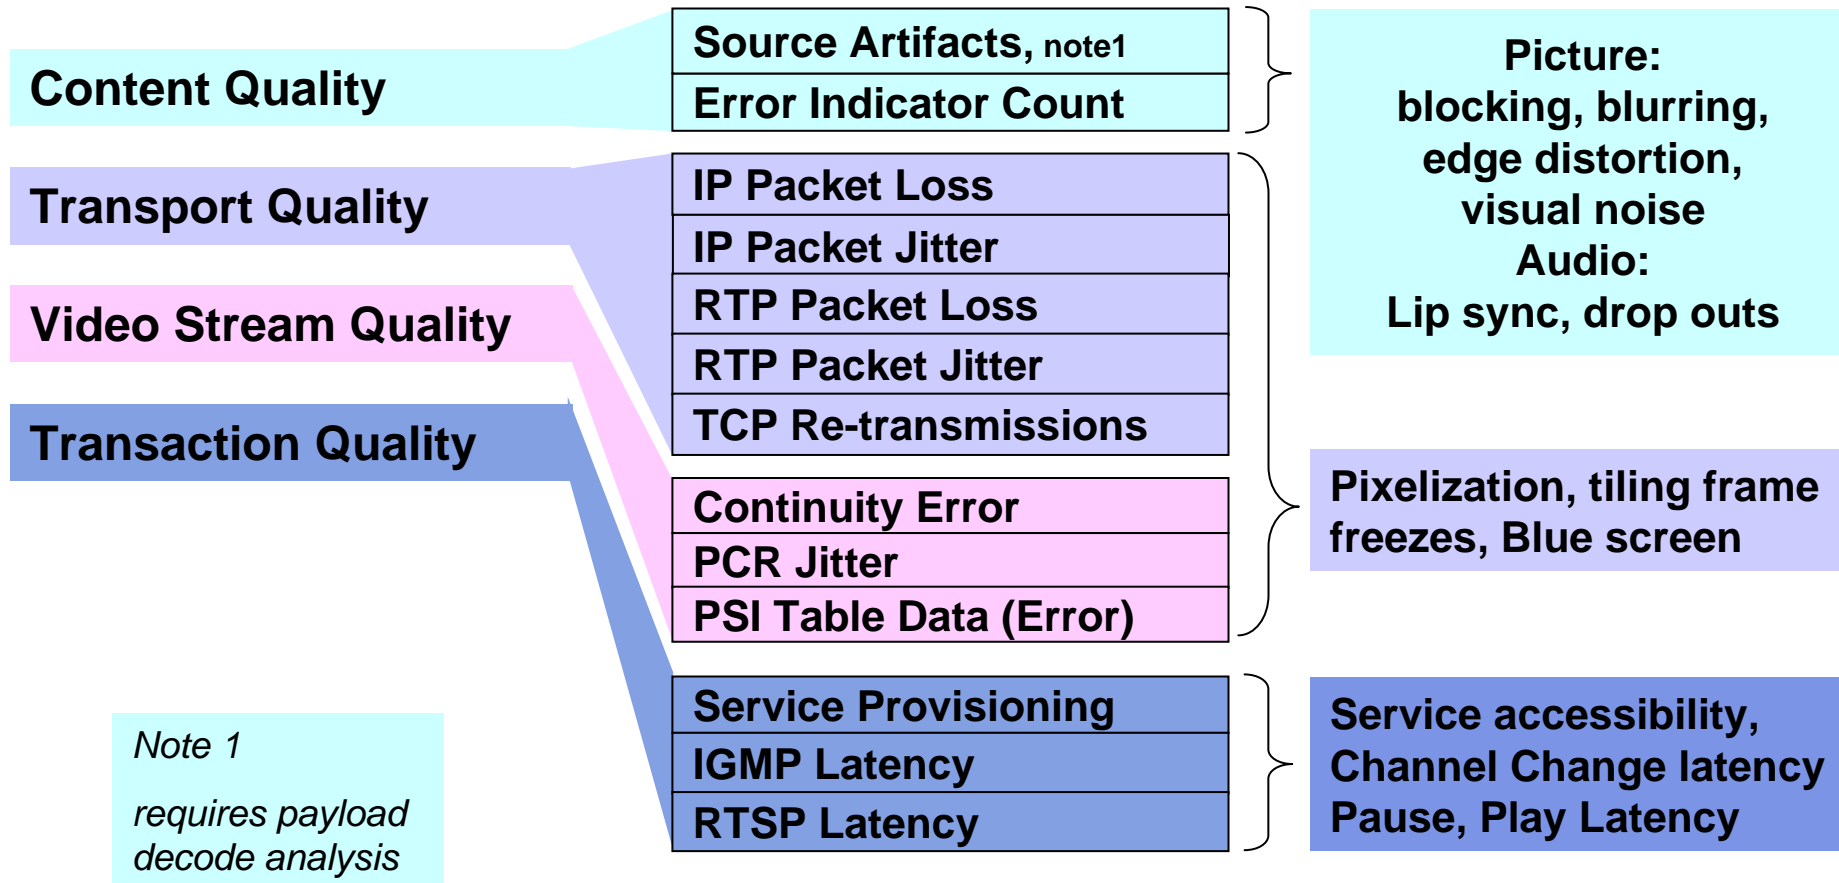 Content Quality
Transport Quality
Video Stream Quality
Transaction Quality
Source Artifacts, note1
Error Indicator Count
IP Packet Loss
IP Packet Jitter
RTP Packet Loss
RTP Packet Jitter
TCP Re-transmissions
Continuity Error
PCR Jitter
PSI Table Data (Error)
Service Provisioning
IGMP Latency
RTSP Latency
Picture:
blocking, blurring,
edge distortion,
visual noise
Audio:
Lip sync, drop outs
Pixelization, tiling frame
freezes, Blue screen
Service accessibility,
Channel Change latency
Pause, Play Latency
Note 1
requires payload
decode analysis